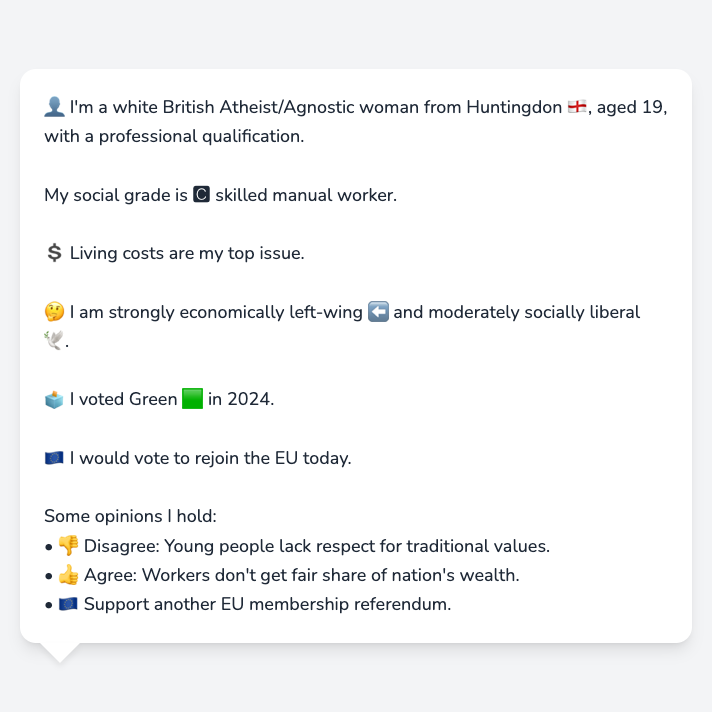 👤 I'm a white British Atheist/Agnostic woman from Huntingdon 🏴󠁧󠁢󠁥󠁮󠁧󠁿, aged 19,
with a professional qualification.
My social grade is 🅲 skilled manual worker.
💲 Living costs are my top issue.
🤔 I am strongly economically left-wing ⬅️ and moderately socially liberal
🕊️.
🗳️ I voted Green 🟩 in 2024.
🇪🇺 I would vote to rejoin the EU today.
Some opinions I hold:
• 👎 Disagree: Young people lack respect for traditional values.
• 👍 Agree: Workers don't get fair share of nation's wealth.
• 🇪🇺 Support another EU membership referendum.